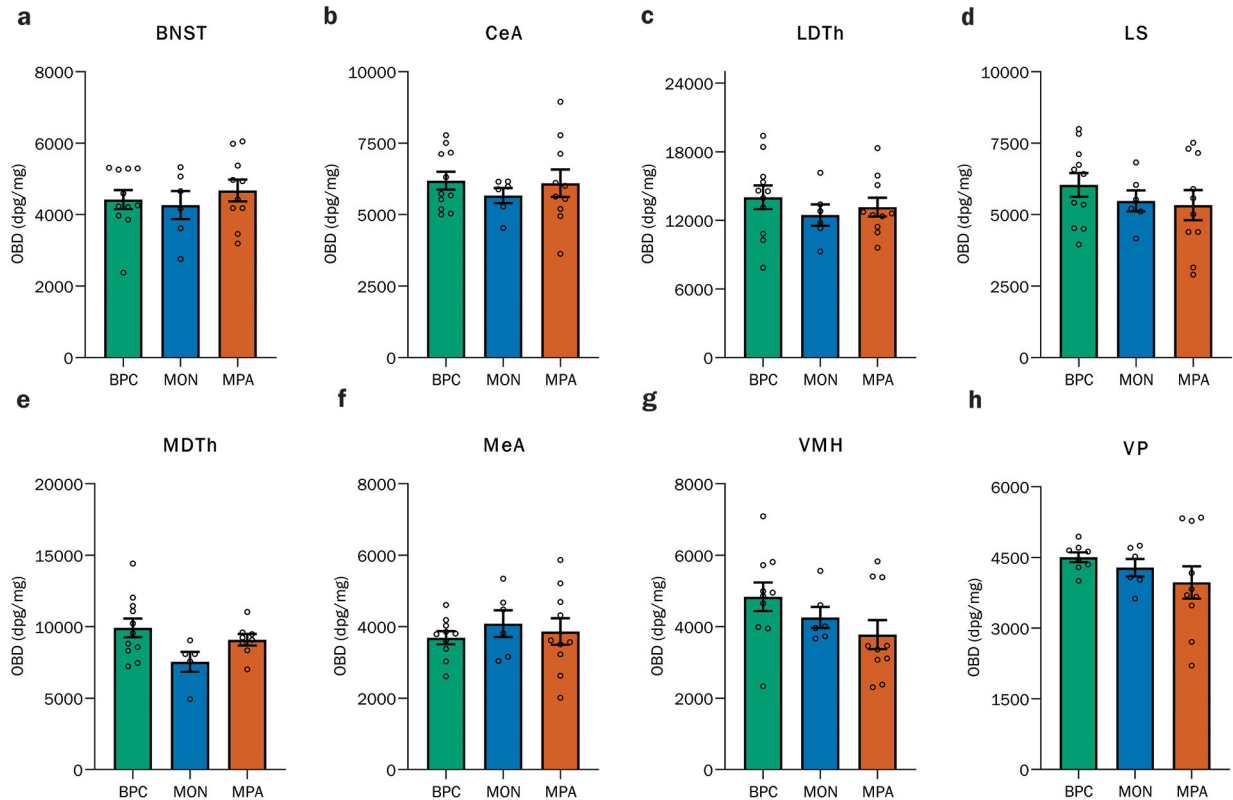 a
BNST
OBD (dpg/mg)
8000
6000
4000
2000
0
BPC MON MPA
b
CeA
OBD (dpg/mg)
10000
7500
5000
2500
0
BPC MON MPA
c
LDTh
OBD (dpg/mg)
24000
18000
12000
6000
0
BPC MON MPA
d
LS
OBD (dpg/mg)
10000
7500
5000
2500
0
BPC MON MPA
e
MDTh
OBD (dpg/mg)
20000
15000
10000
5000
0
BPC MON MPA
f
MeA
OBD (dpg/mg)
8000
6000
4000
2000
0
BPC MON MPA
g
VMH
OBD (dpg/mg)
8000
6000
4000
2000
0
BPC MON MPA
h
VP
OBD (dpg/mg)
6000
4500
3000
1500
0
BPC MON MPA